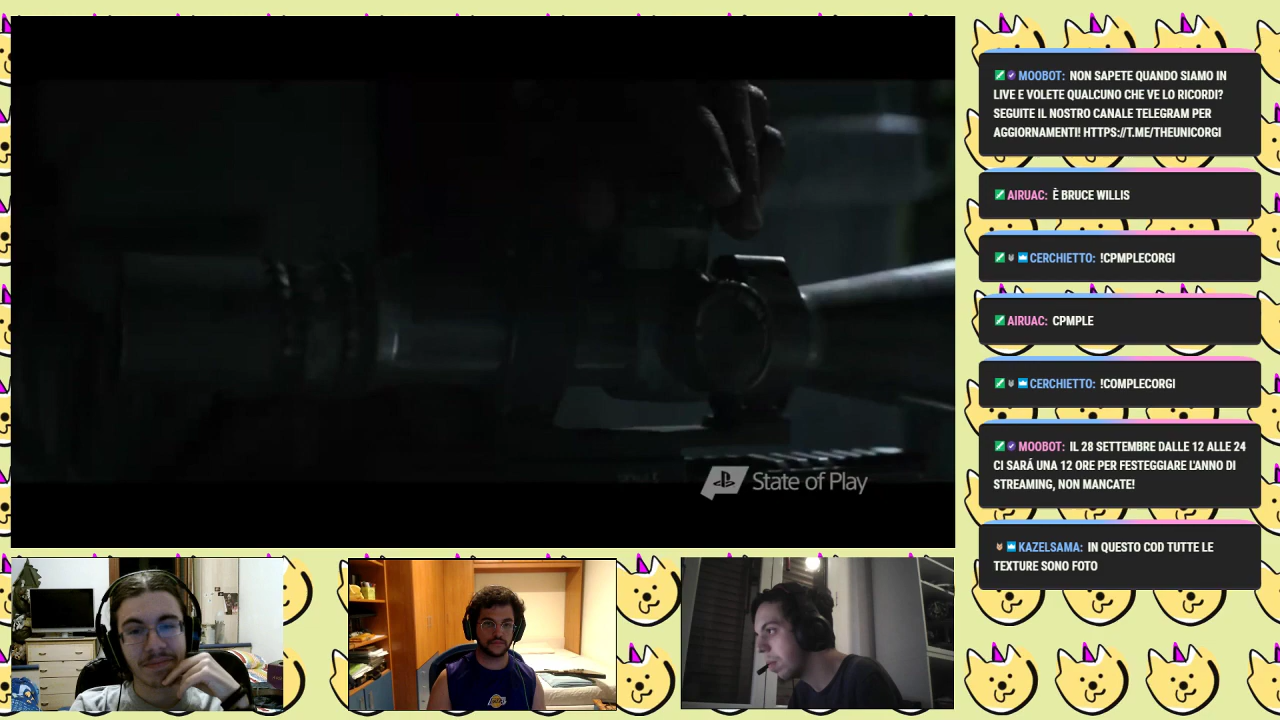 State of Play
MOOBOT: NON SAPETE QUANDO SIAMO IN
LIVE E VOLETE QUALCUNO CHE VE LO RICORDI?
SEGUITE IL NOSTRO CANALE TELEGRAM PER
AGGIORNAMENTI! HTTPS://T.ME/THEUNICORGI
AIRUAC: È BRUCE WILLIS
CERCHIETTO: !CPMPLECORGI
AIRUAC: CPMPLE
CERCHIETTO: !COMPLECORGI
MOOBOT: IL 28 SETTEMBRE DALLE 12 ALLE 24
CI SARÁ UNA 12 ORE PER FESTEGGIARE L'ANNO DI
STREAMING, NON MANCATE!
KAZELSAMA: IN QUESTO COD TUTTE LE
TEXTURE SONO FOTO